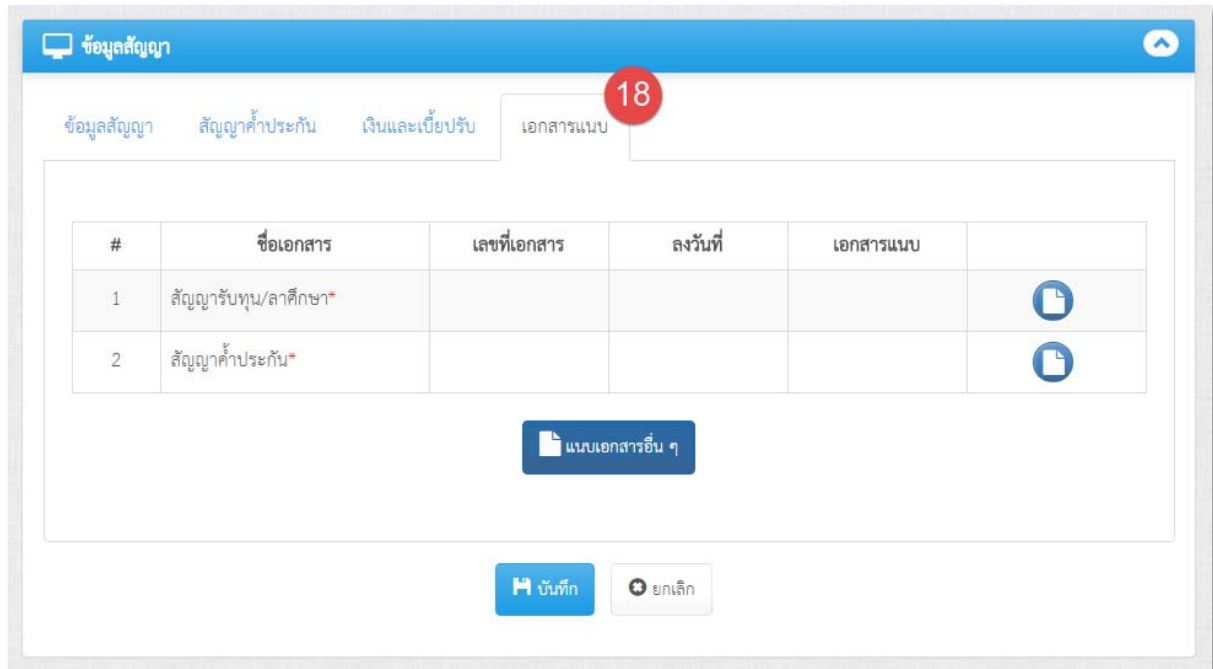 ข้อมูลสัญญา
18
ข้อมูลสัญญา สัญญาค้ำประกัน เงินและเบี้ยปรับ เอกสารแนบ
# ชื่อเอกสาร เลขที่เอกสาร ลงวันที่ เอกสารแนบ
1 สัญญารับทุน/ลาศึกษา*
2 สัญญาค้ำประกัน*
แนบเอกสารอื่น ๆ
บันทึก ยกเลิก